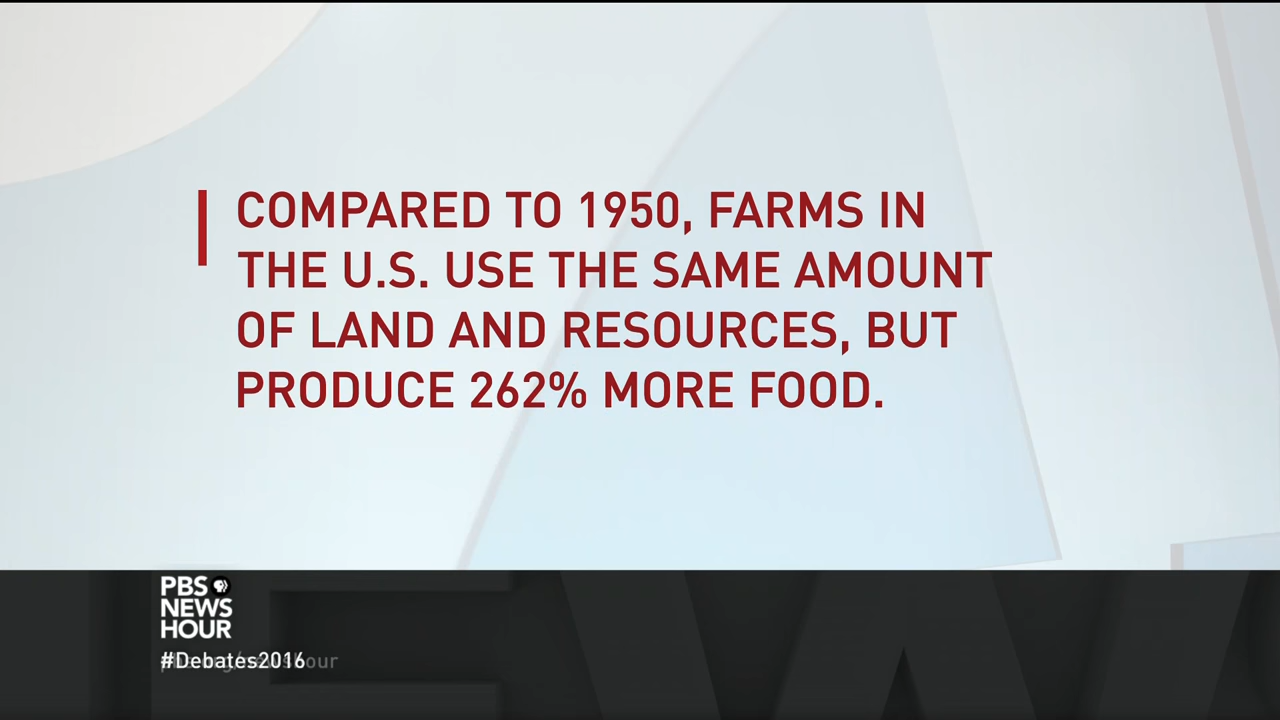 COMPARED TO 1950, FARMS IN
THE U.S. USE THE SAME AMOUNT
OF LAND AND RESOURCES, BUT
PRODUCE 262% MORE FOOD.
PBS
NEWS
HOUR
#Debates2016